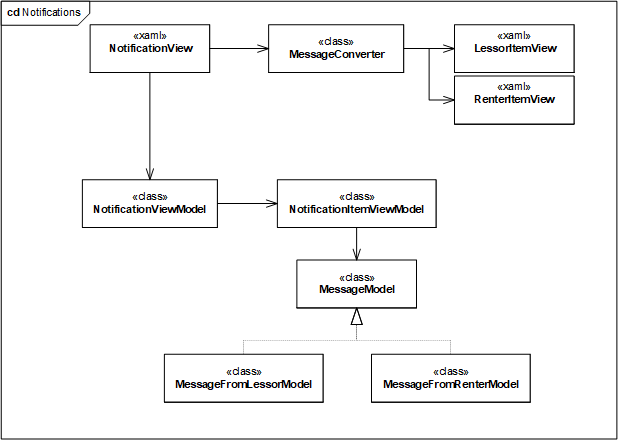 cd Notifications
«xaml»
NotificationView
«class»
MessageConverter
«xaml»
LessorItemView
«xaml»
RenterItemView
«class»
NotificationViewModel
«class»
NotificationItemViewModel
«class»
MessageModel
«class»
MessageFromLessorModel
«class»
MessageFromRenterModel